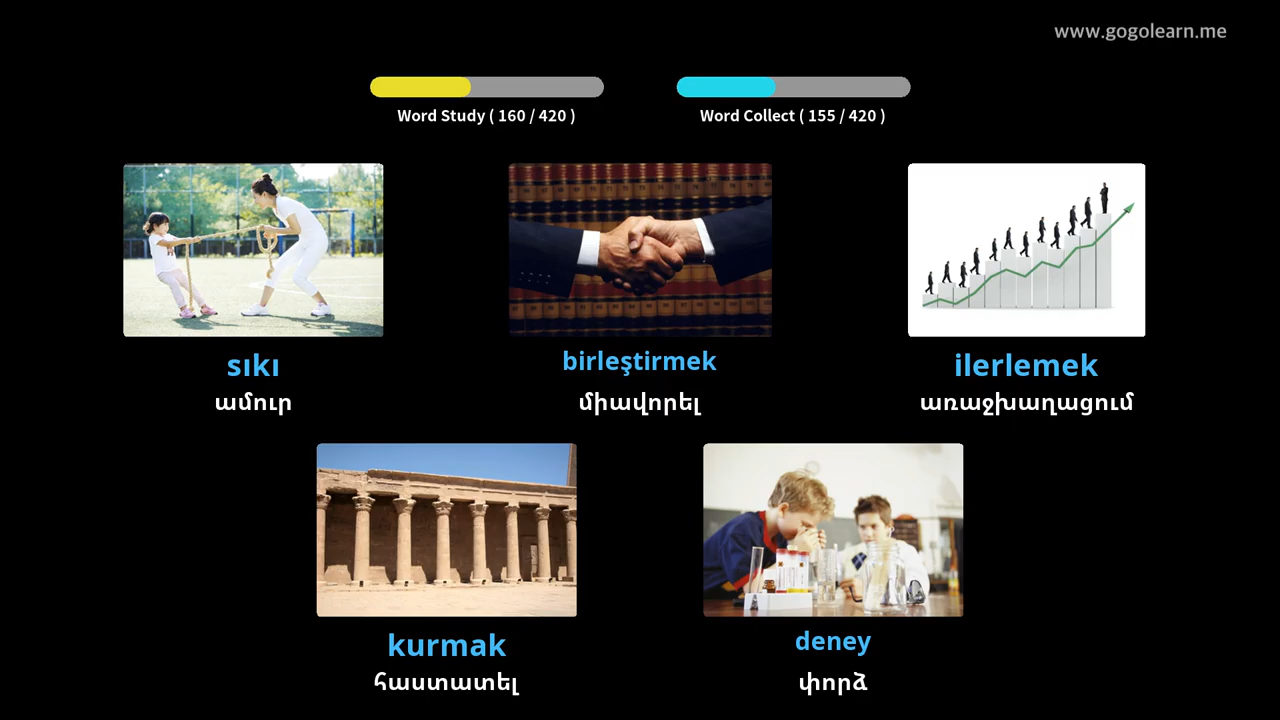 www.gogolearn.me
Word Study ( 160 / 420 )
Word Collect ( 155 / 420 )
sıkı
ամուր
birleştirmek
միավորել
ilerlemek
առաջխաղացում
kurmak
հաստատել
deney
փորձ